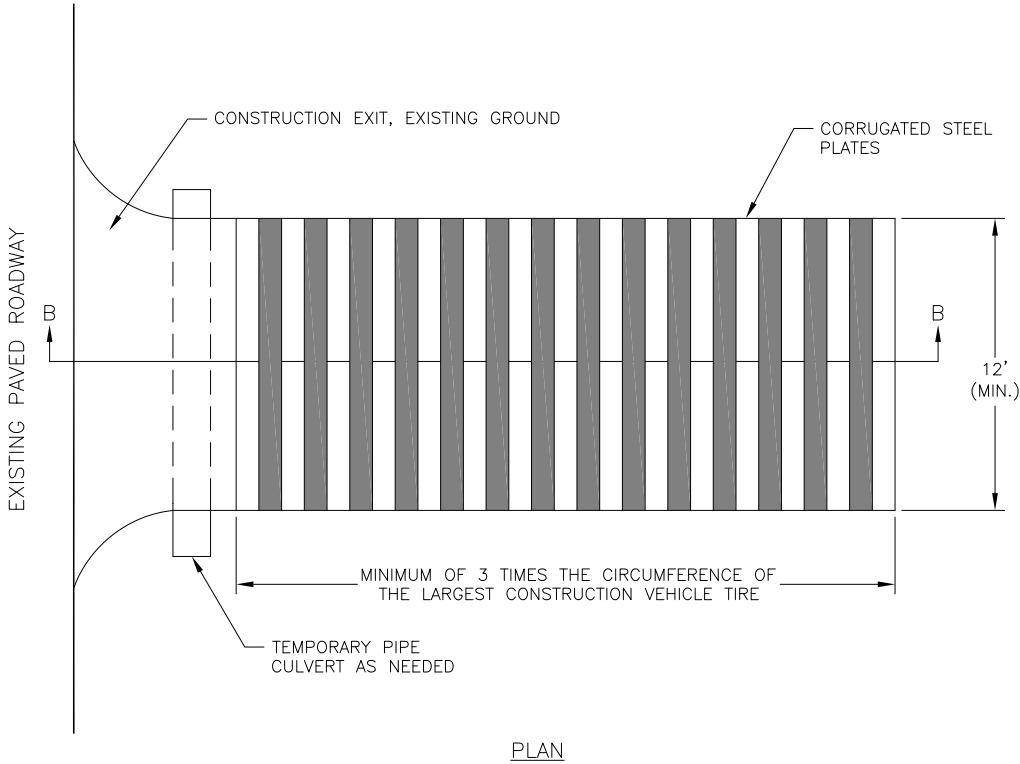 CONSTRUCTION EXIT, EXISTING GROUND
CORRUGATED STEEL
PLATES
EXISTING PAVED ROADWAY
B
B
12'
(MIN.)
MINIMUM OF 3 TIMES THE CIRCUMFERENCE OF
THE LARGEST CONSTRUCTION VEHICLE TIRE
TEMPORARY PIPE
CULVERT AS NEEDED
PLAN